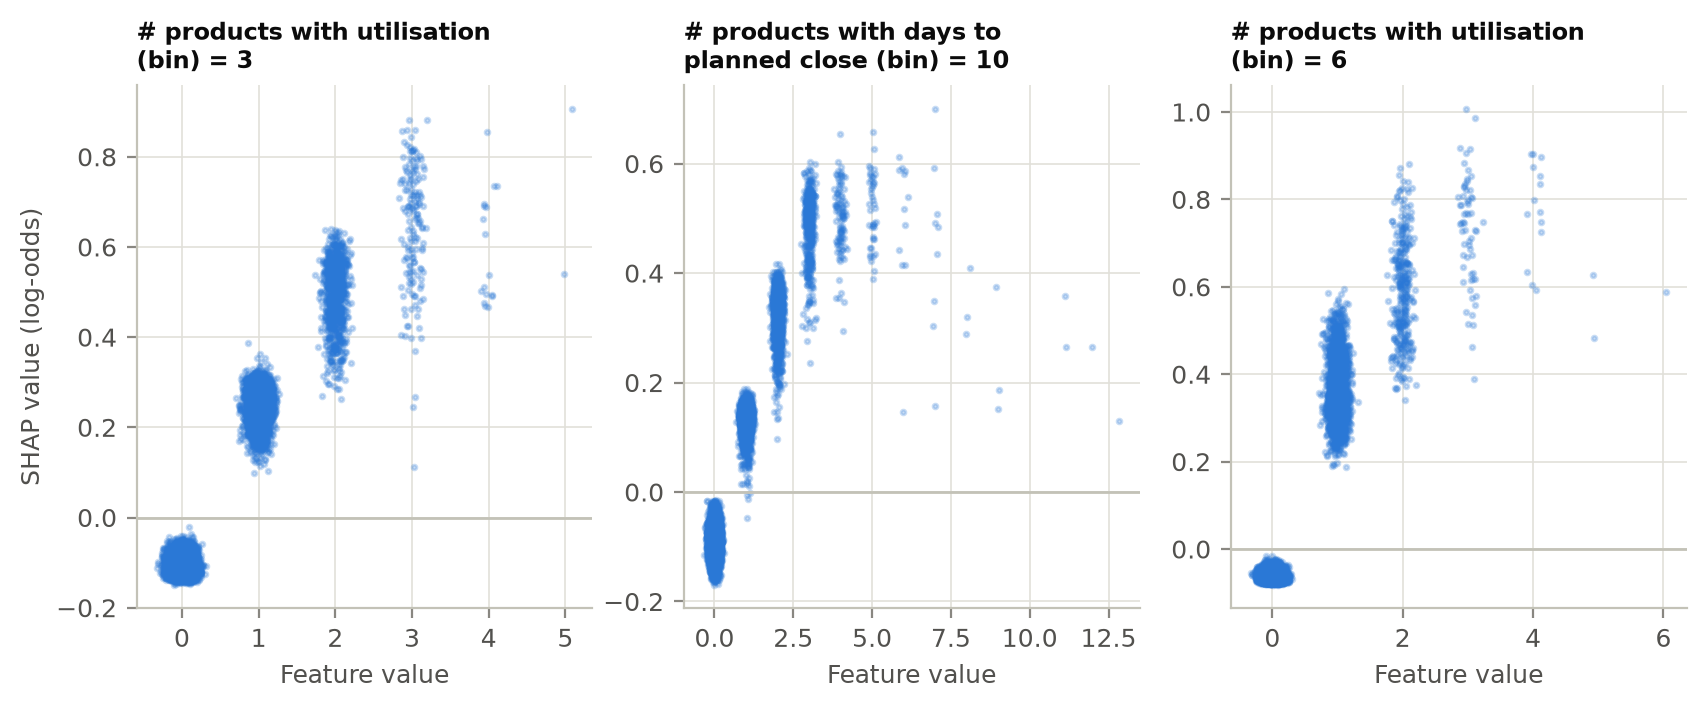 # products with utilisation
(bin) = 3
# products with days to
planned close (bin) = 10
# products with utilisation
(bin) = 6
SHAP value (log-odds)
0.8
0.6
0.4
0.2
0.0
−0.2
0 1 2 3 4 5
Feature value
0.6
0.4
0.2
0.0
−0.2
0.0 2.5 5.0 7.5 10.0 12.5
Feature value
1.0
0.8
0.6
0.4
0.2
0.0
0 2 4 6
Feature value